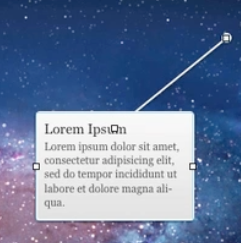 Lorem Ipsum
Lorem ipsum dolor sit amet,
consectetur adipisicing elit,
sed do tempor incididunt ut
labore et dolore magna ali-
qua.